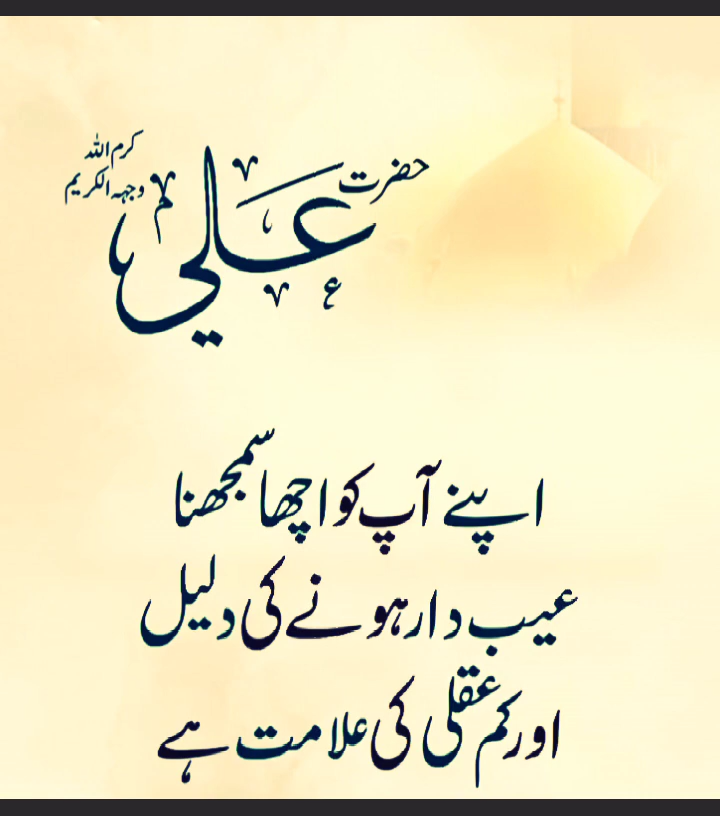 حضرت
علی
کرم اللہ
وجہہ الکریم
اپنے آپ کو اچھا سمجھنا
عیب دار ہونے کی دلیل
اور کم عقلی کی علامت ہے